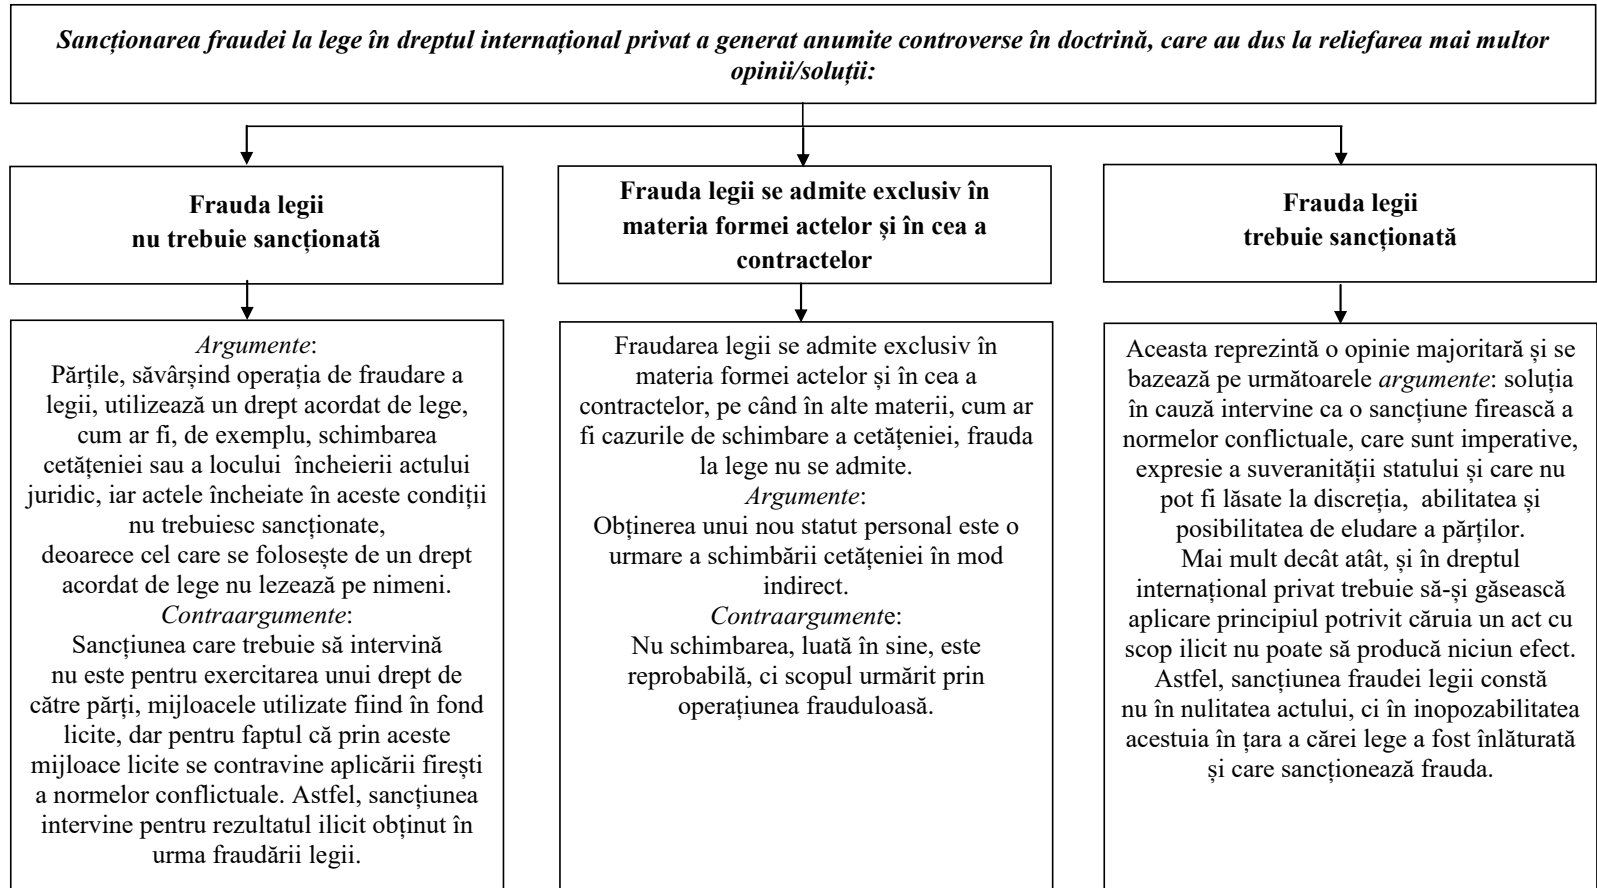 Sancționarea fraudei la lege în dreptul internațional privat a generat anumite controverse în doctrină, care au dus la reliefarea mai multor
opinii/soluții:
Frauda legii
nu trebuie sancționată
Argumente:
Părțile, săvârșind operația de fraudare a
legii, utilizează un drept acordat de lege,
cum ar fi, de exemplu, schimbarea
cetățeniei sau a locului încheierii actului
juridic, iar actele încheiate în aceste condiții
nu trebuiesc sancționate,
deoarece cel care se folosește de un drept
acordat de lege nu lezează pe nimeni.
Contraargumente:
Sancțiunea care trebuie să intervină
nu este pentru exercitarea unui drept de
către părți, mijloacele utilizate fiind în fond
licite, dar pentru faptul că prin aceste
mijloace licite se contravine aplicării firești
a normelor conflictuale. Astfel, sancțiunea
intervine pentru rezultatul ilicit obținut în
urma fraudării legii.
Frauda legii se admite exclusiv în
materia formei actelor și în cea a
contractelor
Fraudarea legii se admite exclusiv în
materia formei actelor și în cea a
contractelor, pe când în alte materii, cum ar
fi cazurile de schimbare a cetățeniei, frauda
la lege nu se admite.
Argumente:
Obținerea unui nou statut personal este o
urmare a schimbării cetățeniei în mod
indirect.
Contraargumente:
Nu schimbarea, luată în sine, este
reprobabilă, ci scopul urmărit prin
operațiunea frauduloasă.
Frauda legii
trebuie sancționată
Aceasta reprezintă o opinie majoritară și se
bazează pe următoarele argumente: soluția
în cauză intervine ca o sancțiune firească a
normelor conflictuale, care sunt imperative,
expresie a suveranității statului și care nu
pot fi lăsate la discreția, abilitatea și
posibilitatea de eludare a părților.
Mai mult decât atât, și în dreptul
internațional privat trebuie să-și găsească
aplicare principiul potrivit căruia un act cu
scop ilicit nu poate să producă niciun efect.
Astfel, sancțiunea fraudei legii constă
nu în nulitatea actului, ci în inopozabilitatea
acestuia în țara a cărei lege a fost înlăturată
și care sancționează frauda.